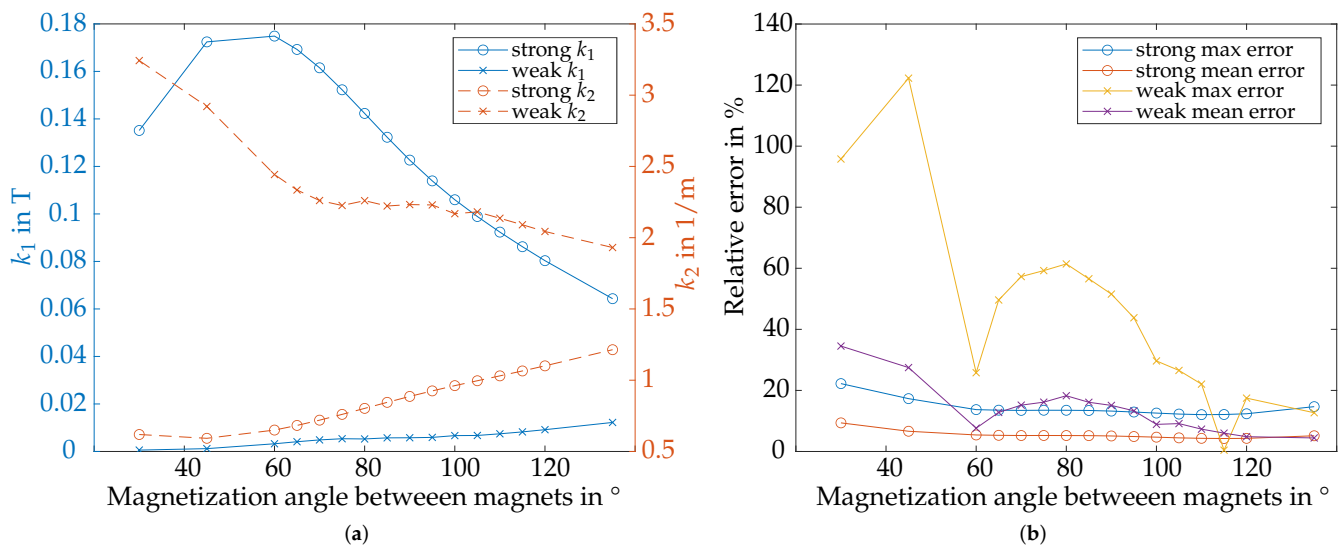 0.18
0.16
0.14
0.12
0.1
0.08
0.06
0.04
0.02
0
k1 in T
40
60
80
100
120
Magnetization angle betweeen magnets in °
3.5
3
2.5
2
1.5
1
0.5
k2 in 1/m
strong k1
weak k1
strong k2
weak k2
(a)
140
120
100
80
60
40
20
0
Relative error in %
40
60
80
100
120
Magnetization angle betweeen magnets in °
strong max error
strong mean error
weak max error
weak mean error
(b)